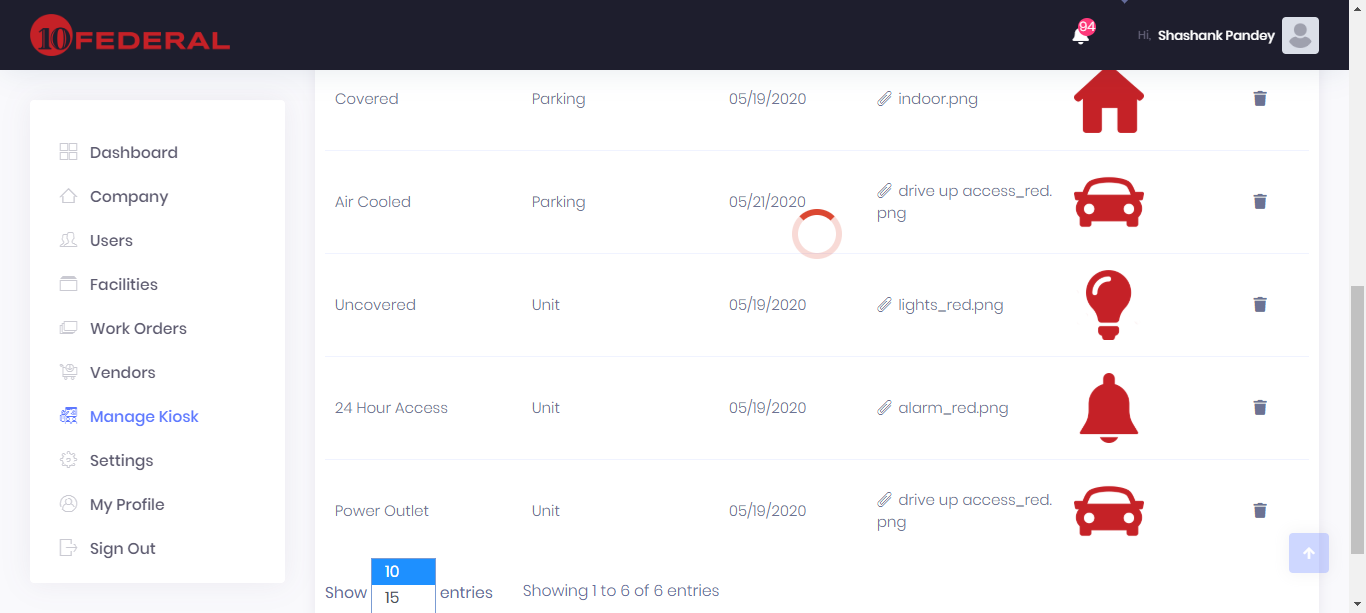 10 FEDERAL
94
Hi, Shashank Pandey
Dashboard
Company
Users
Facilities
Work Orders
Vendors
Manage Kiosk
Settings
My Profile
Sign Out
Covered Parking 05/19/2020 indoor.png
Air Cooled Parking 05/21/2020 drive up access_red.
png
Uncovered Unit 05/19/2020 lights_red.png
24 Hour Access Unit 05/19/2020 alarm_red.png
Power Outlet Unit 05/19/2020 drive up access_red.
png
10
15
Show entries Showing 1 to 6 of 6 entries